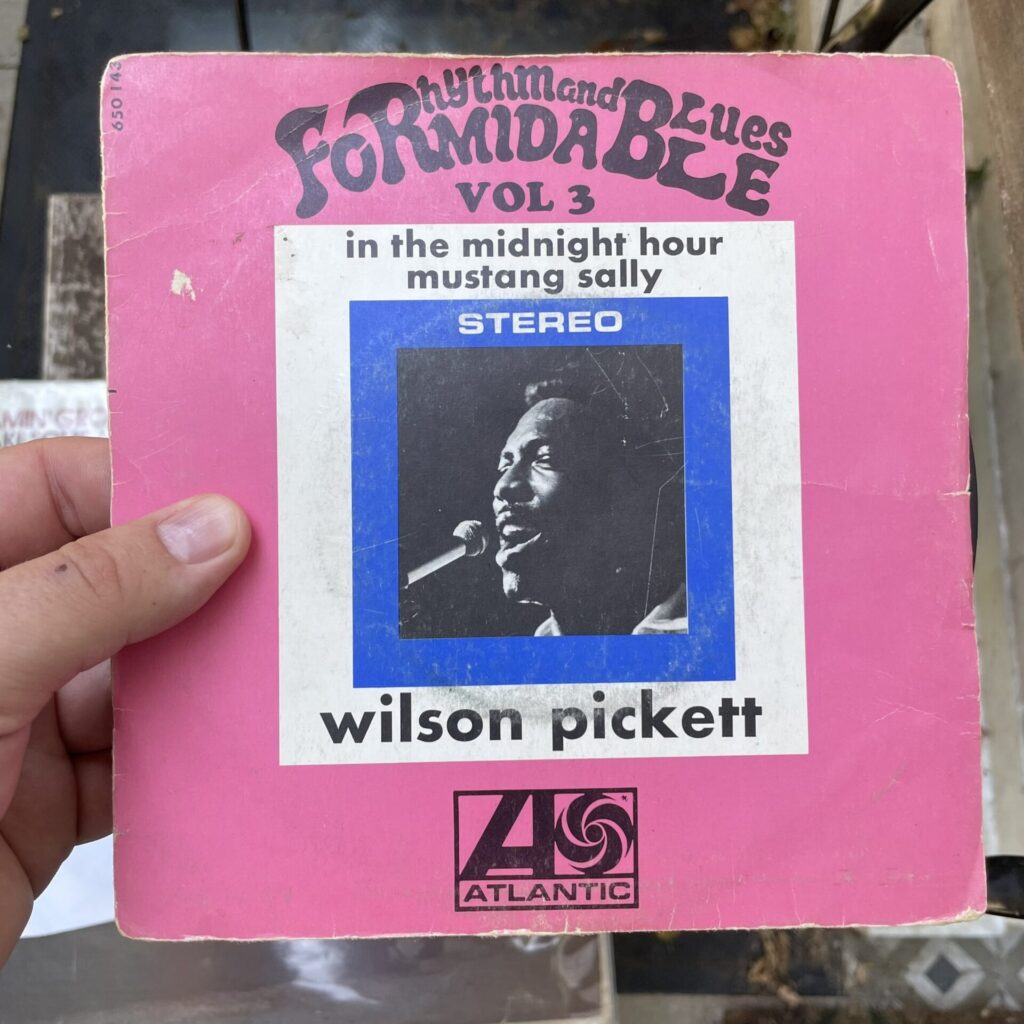 650 143
Rhythm and Blues
FORMIDABLE
VOL 3
in the midnight hour
mustang sally
STEREO
wilson pickett
ATLANTIC